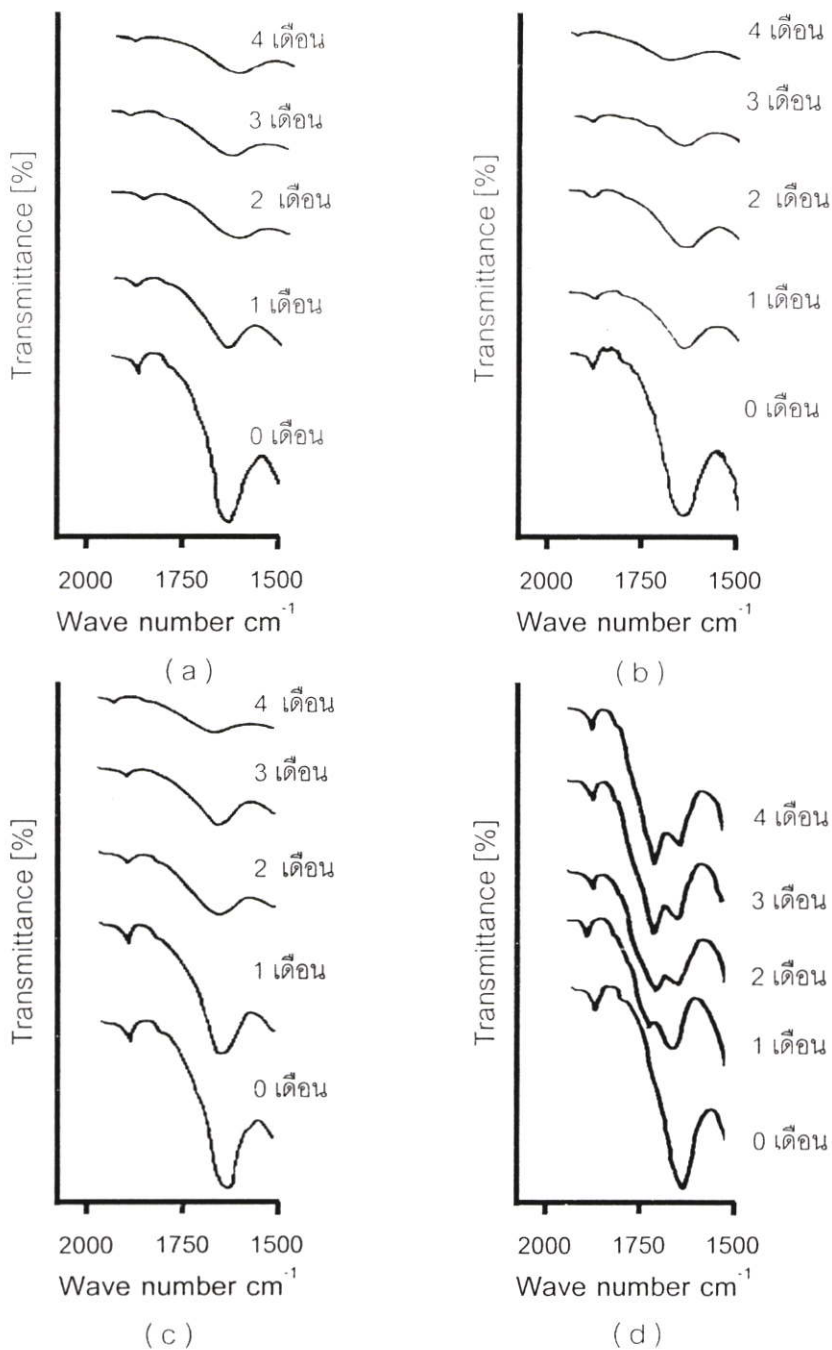 4 เดือน
3 เดือน
2 เดือน
1 เดือน
0 เดือน
Transmittance [%]
2000 1750 1500
Wave number cm⁻¹
(a)
4 เดือน
3 เดือน
2 เดือน
1 เดือน
0 เดือน
Transmittance [%]
2000 1750 1500
Wave number cm⁻¹
(b)
4 เดือน
3 เดือน
2 เดือน
1 เดือน
0 เดือน
Transmittance [%]
2000 1750 1500
Wave number cm⁻¹
(c)
4 เดือน
3 เดือน
2 เดือน
1 เดือน
0 เดือน
Transmittance [%]
2000 1750 1500
Wave number cm⁻¹
(d)